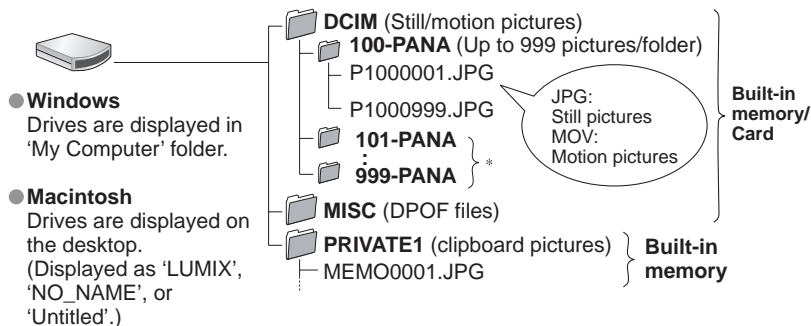 ● Windows
Drives are displayed in
‘My Computer’ folder.
● Macintosh
Drives are displayed on
the desktop.
(Displayed as ‘LUMIX’,
‘NO_NAME’, or
‘Untitled’.)
DCIM (Still/motion pictures)
100-PANA (Up to 999 pictures/folder)
P1000001.JPG
P1000999.JPG
JPG:
Still pictures
MOV:
Motion pictures
101-PANA
:
999-PANA
*
MISC (DPOF files)
Built-in
memory/
Card
PRIVATE1 (clipboard pictures)
MEMO0001.JPG
Built-in
memory